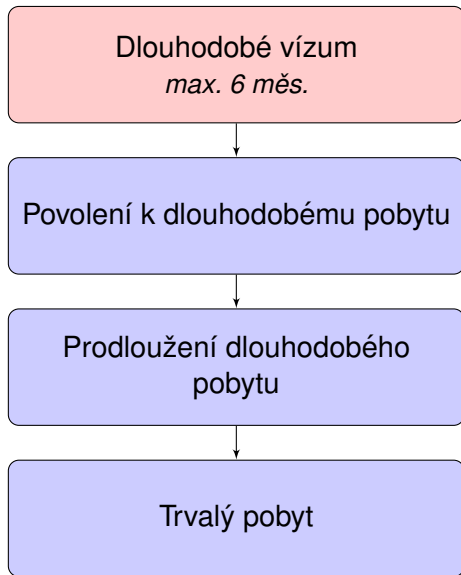 Dlouhodobé vízum
max. 6 měs.
Povolení k dlouhodobému pobytu
Prodloužení dlouhodobého
pobytu
Trvalý pobyt